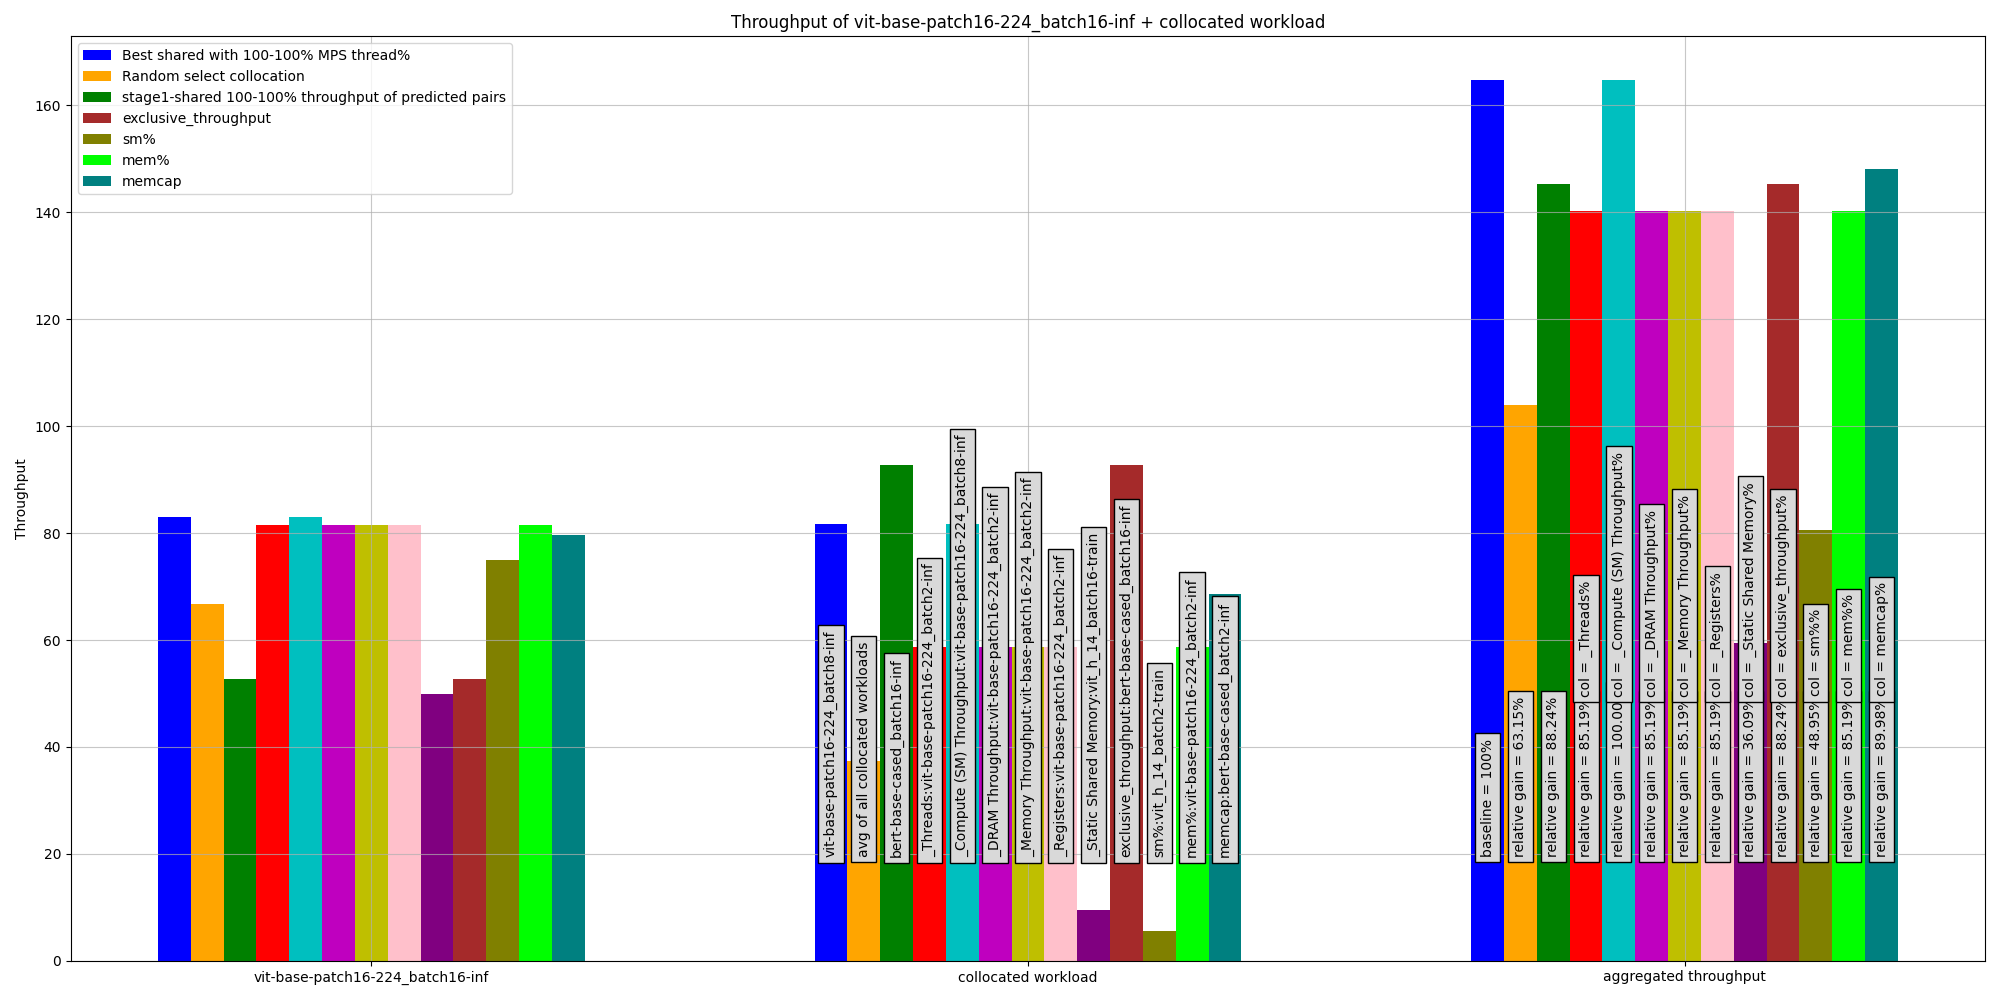 Throughput of vit-base-patch16-224_batch16-inf + collocated workload
Best shared with 100-100% MPS thread%
Random select collocation
stage1-shared 100-100% throughput of predicted pairs
exclusive_throughput
sm%
mem%
memcap
Throughput
160
140
120
100
80
60
40
20
0
vit-base-patch16-224_batch8-inf
avg of all collocated workloads
bert-base-cased_batch16-inf
_Threads:vit-base-patch16-224_batch2-inf
_Compute (SM) Throughput:vit-base-patch16-224_batch8-inf
_DRAM Throughput:vit-base-patch16-224_batch2-inf
_Memory Throughput:vit-base-patch16-224_batch2-inf
_Registers:vit-base-patch16-224_batch2-inf
_Static Shared Memory:vit_h_14_batch16-train
exclusive_throughput:bert-base-cased_batch16-inf
sm%:vit_h_14_batch2-train
mem%:vit-base-patch16-224_batch2-inf
memcap:bert-base-cased_batch2-inf
baseline = 100%
relative gain = 63.15%
relative gain = 88.24%
relative gain = 85.19%
col = _Threads%
relative gain = 100.00
col = _Compute (SM) Throughput%
relative gain = 85.19%
col = _DRAM Throughput%
relative gain = 85.19%
col = _Memory Throughput%
relative gain = 85.19%
col = _Registers%
relative gain = 36.09%
col = _Static Shared Memory%
relative gain = 88.24%
col = exclusive_throughput%
relative gain = 48.95%
col = sm%%
relative gain = 85.19%
col = mem%%
relative gain = 89.98%
col = memcap%
vit-base-patch16-224_batch16-inf
collocated workload
aggregated throughput